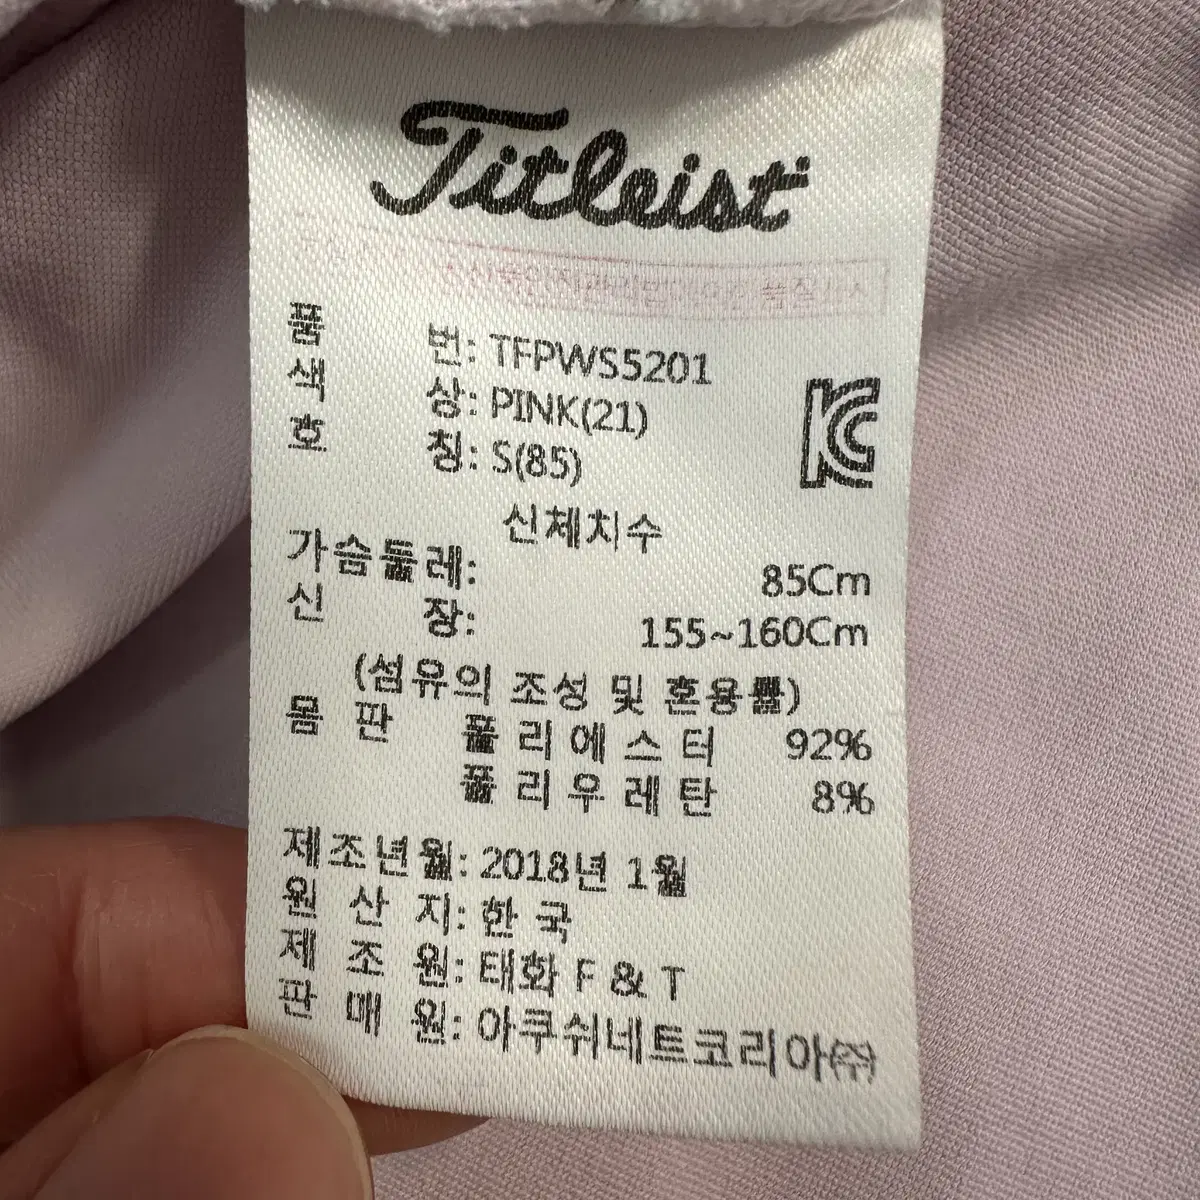 Titleist
품 번: TFPWS5201
색 상: PINK(21)
호 칭: S(85)
신체치수
가슴둘레: 85Cm
신 장: 155~160Cm
(섬유의 조성 및 혼용률)
몸 판 폴리에스터 92%
폴리우레탄 8%
제조년월: 2018년 1월
원 산 지: 한 국
제 조 원: 태화 F & T
판 매 원: 아쿠쉬네트코리아(주)